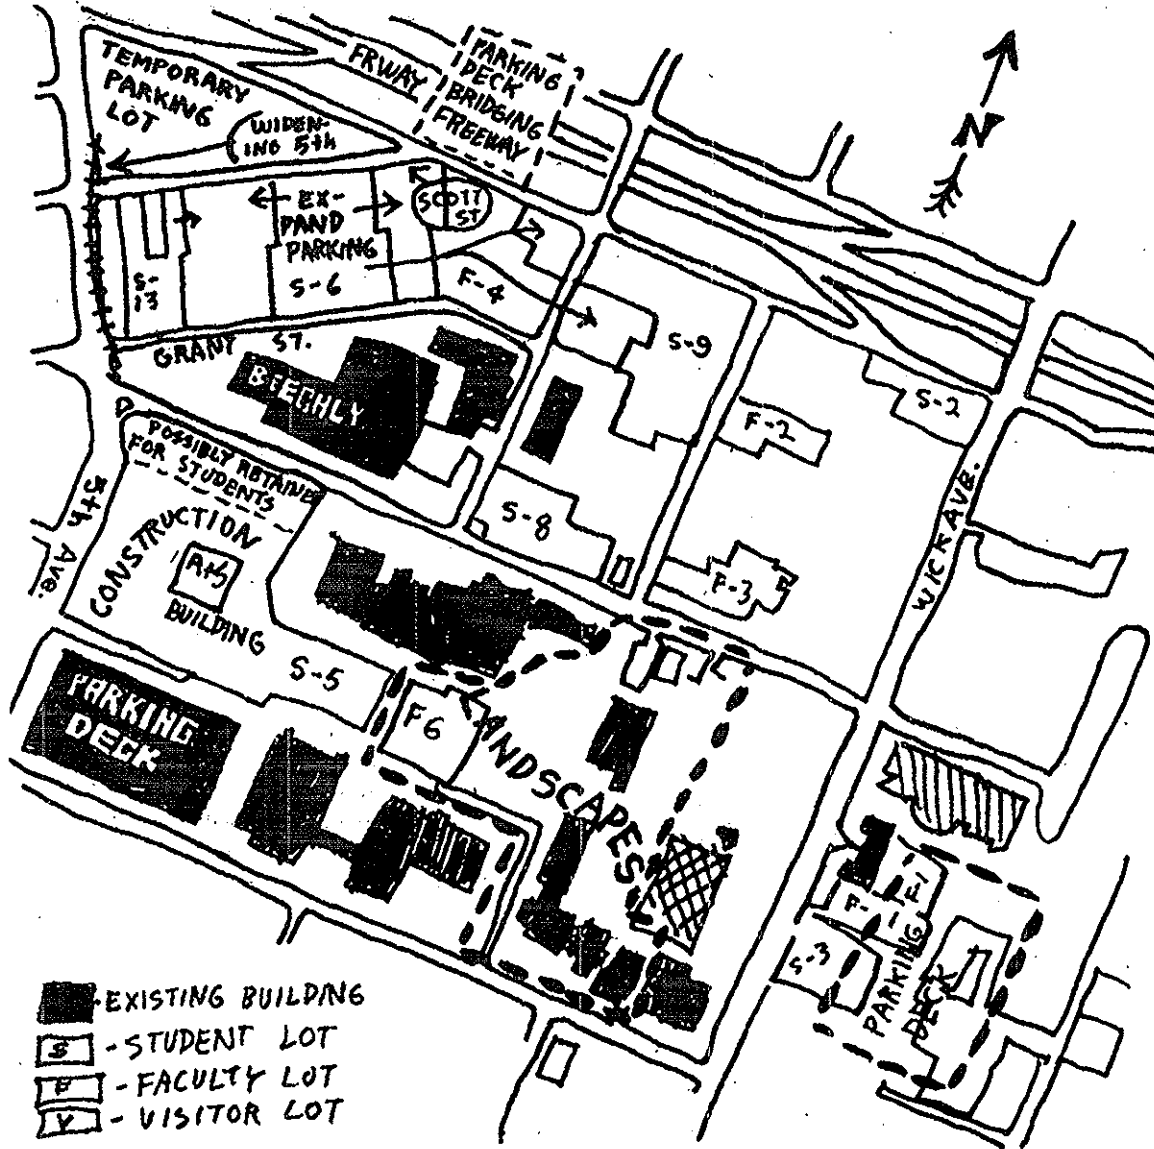 TEMPORARY
PARKING
LOT
WIDEN-
ING 5th
FRWAY
PARKING
DECK
BRIDGING
FREEWAY
N
EX-
PAND
PARKING
S-6
SCOTT
ST
S-
13
F-4
S-9
S-2
F-2
GRANT ST.
BEEGHLY
S-8
F-3
WICK AVE.
POSSIBLY RETAINED
FOR STUDENTS
5th Ave.
CONSTRUCTION
A+S
BUILDING
S-5
F6
PARKING
DECK
LANDSCAPES
F-1
F-1
S-3
PARKING
DECK
- EXISTING BUILDING
S - STUDENT LOT
F - FACULTY LOT
V - VISITOR LOT